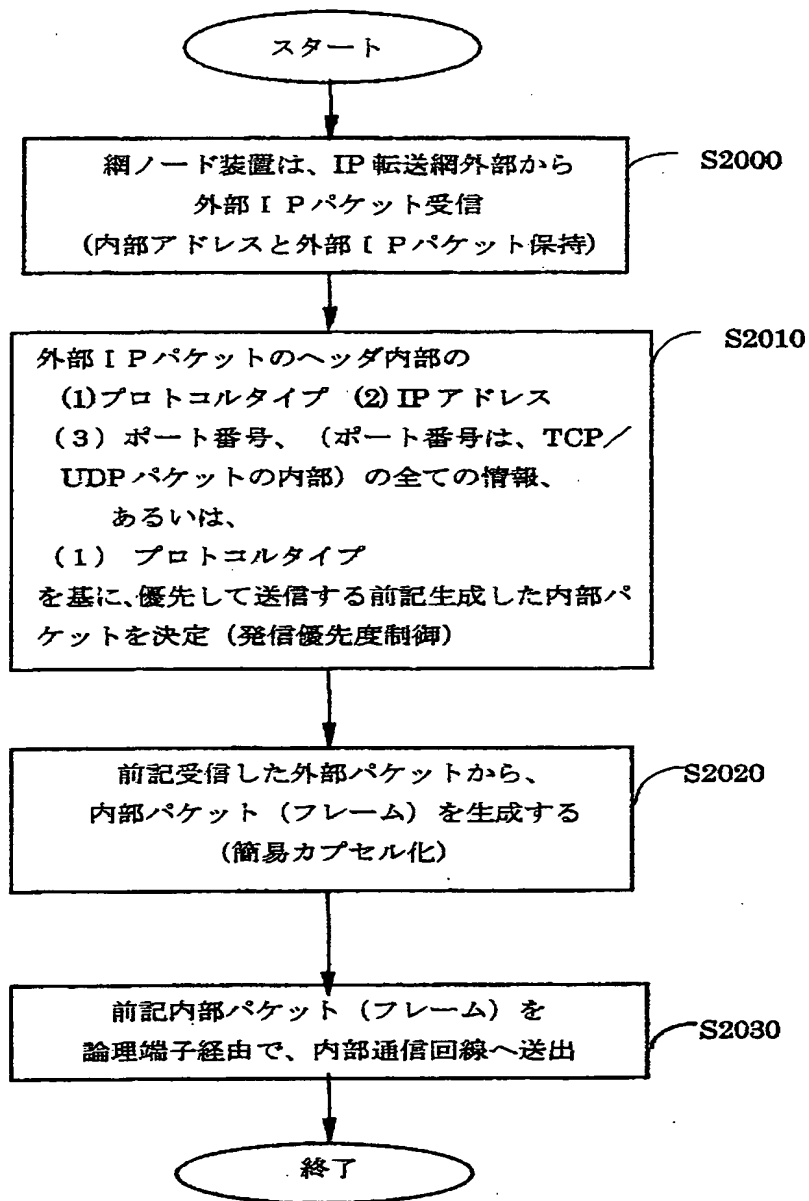 スタート
網ノード装置は、IP 転送網外部から
外部ＩＰパケット受信
(内部アドレスと外部ＩＰパケット保持)
S2000
外部ＩＰパケットのヘッダ内部の
(1)プロトコルタイプ (2) IP アドレス
（３）ポート番号、（ポート番号は、TCP／
UDP パケットの内部）の全ての情報、
あるいは、
（１） プロトコルタイプ
を基に、優先して送信する前記生成した内部パ
ケットを決定（発信優先度制御）
S2010
前記受信した外部パケットから、
内部パケット（フレーム）を生成する
(簡易カプセル化)
S2020
前記内部パケット（フレーム）を
論理端子経由で、内部通信回線へ送出
S2030
終了